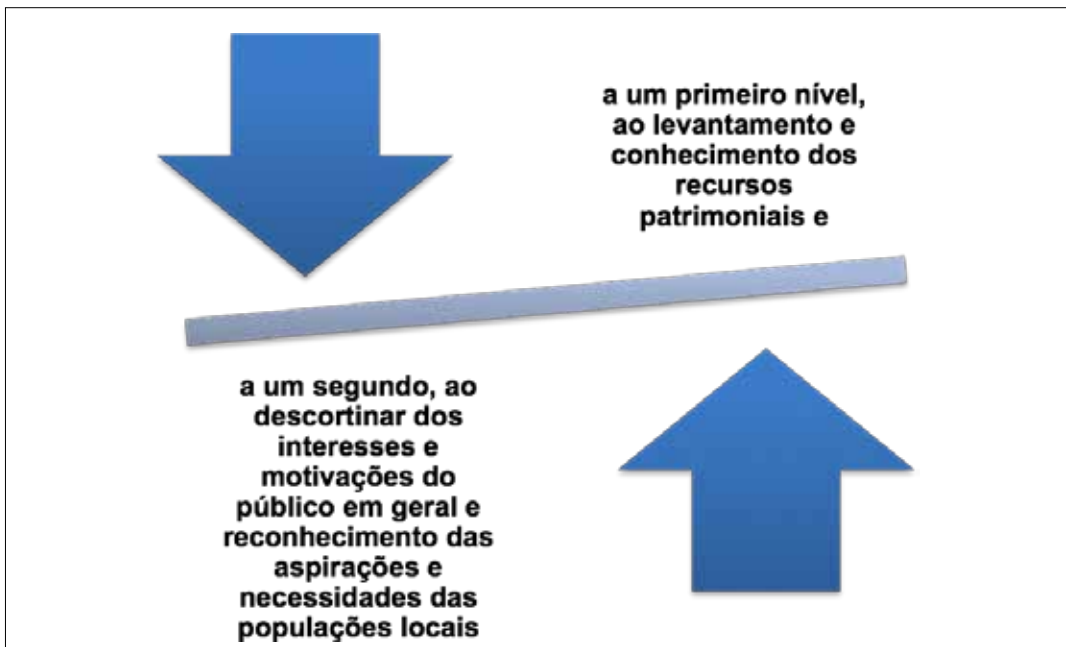 a um primeiro nível,
ao levantamento e
conhecimento dos
recursos
patrimoniais e
a um segundo, ao
descortinar dos
interesses e
motivações do
público em geral e
reconhecimento das
aspirações e
necessidades das
populações locais